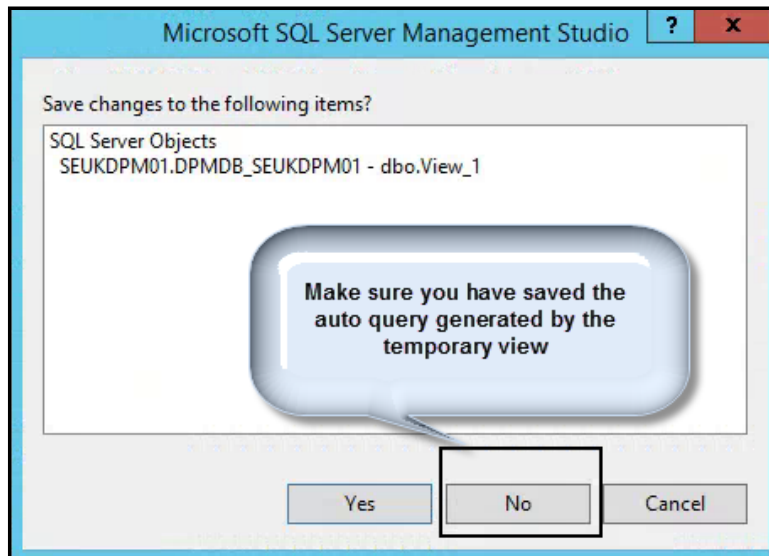 Microsoft SQL Server Management Studio ? x
Save changes to the following items?
SQL Server Objects
SEUKDPM01.DPMDB_SEUKDPM01 - dbo.View_1
Make sure you have saved the
auto query generated by the
temporary view
Yes No Cancel